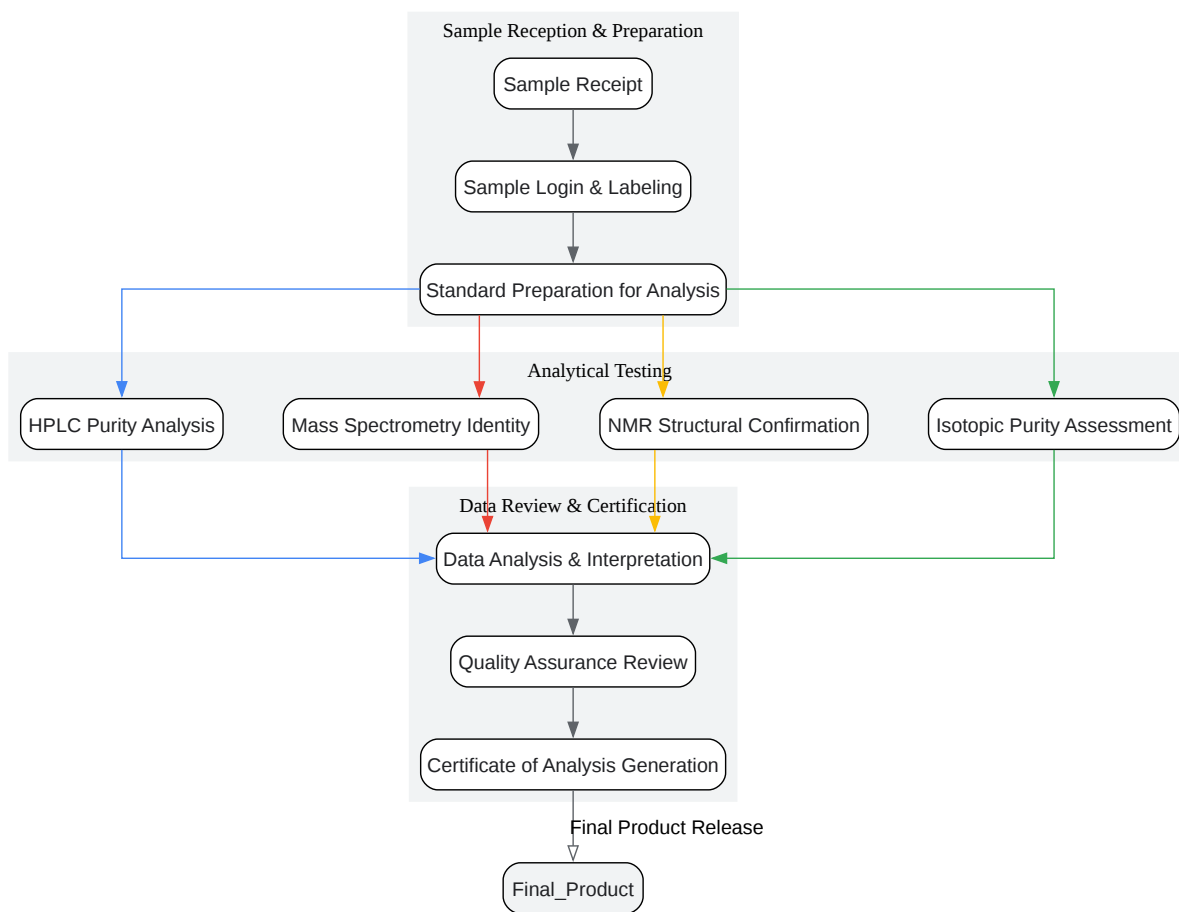 Sample Reception & Preparation
Sample Receipt
Sample Login & Labeling
Standard Preparation for Analysis
Analytical Testing
HPLC Purity Analysis
Mass Spectrometry Identity
NMR Structural Confirmation
Isotopic Purity Assessment
Data Review & Certification
Data Analysis & Interpretation
Quality Assurance Review
Certificate of Analysis Generation
Final Product Release
Final_Product